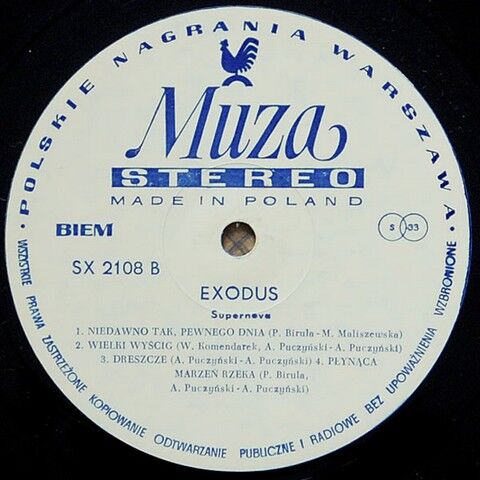 POLSKIE NAGRANIA WARSZAWA
Muza
STEREO
MADE IN POLAND
BIEM
S 33
SX 2108 B
EXODUS
Supernova
1. NIEDAWNO TAK, PEWNEGO DNIA (P. Birula - M. Maliszewska)
2. WIELKI WYŚCIG (W. Komendarek, A. Puczyński - A. Puczyński)
3. DRESZCZE (A. Puczyński - A. Puczyński) 4. PŁYNĄCA
MARZEŃ RZEKA (P. Birula,
A. Puczyński - A. Puczyński)
WSZYSTKIE PRAWA ZASTRZEŻONE KOPIOWANIE ODTWARZANIE PUBLICZNE I RADIOWE BEZ UPOWAŻNIENIA WZBRONIONE